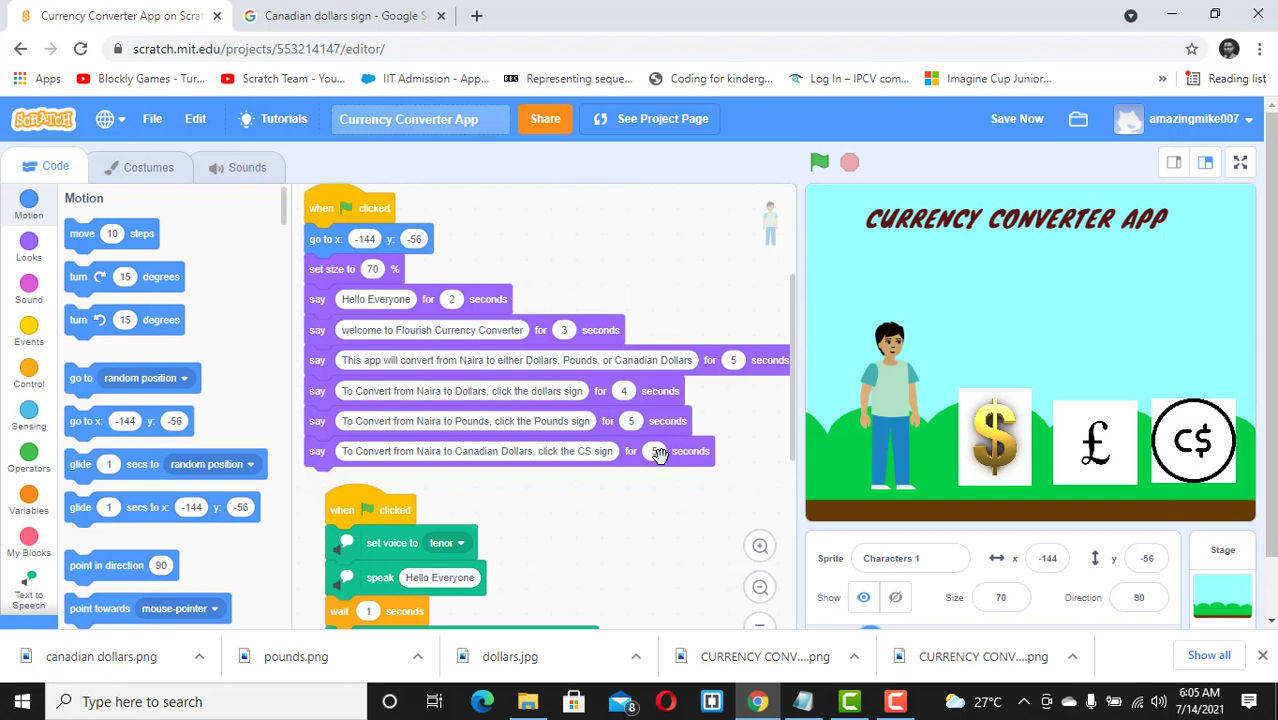 Currency Converter App on Scrat
Canadian dollars sign - Google S
scratch.mit.edu/projects/553214147/editor/
Apps
Blockly Games - Tur...
Scratch Team - You...
IIT Admission - App...
Representing seque...
Coding for kinderg...
Log In – IPCV com...
Imagine Cup Junior...
»
Reading list
SCRATCH
File
Edit
Tutorials
Currency Converter App
Share
See Project Page
Save Now
amazingmike007
Code
Costumes
Sounds
Motion
Looks
Sound
Events
Control
Sensing
Operators
Variables
My Blocks
Text to
Speech
Motion
move 10 steps
turn 15 degrees
turn 15 degrees
go to random position
go to x: -144 y: -56
glide 1 secs to random position
glide 1 secs to x: -144 y: -56
point in direction 90
point towards mouse-pointer
when clicked
go to x: -144 y: -56
set size to 70 %
say Hello Everyone for 2 seconds
say welcome to Flourish Currency Converter for 3 seconds
say This app will convert from Naira to either Dollars, Pounds, or Canadian Dollars for 5 seconds
say To Convert from Naira to Dollars, click the dollars sign for 4 seconds
say To Convert from Naira to Pounds, click the Pounds sign for 5 seconds
say To Convert from Naira to Canadian Dollars, click the CS sign for seconds
when clicked
set voice to tenor
speak Hello Everyone
wait 1 seconds
CURRENCY CONVERTER APP
$
£
C$
Sprite Characters 1 x -144 y -56
Show Size 70 Direction 90
Stage
canadian dollars.png
pounds.png
dollars.jpg
CURRENCY CONV....png
CURRENCY CONV....png
Show all
Type here to search
8
27°C
6:05 AM
7/14/2021